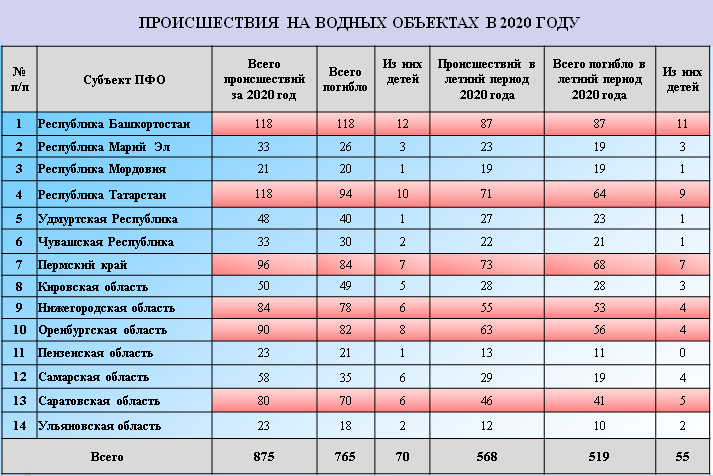 ПРОИСШЕСТВИЯ НА ВОДНЫХ ОБЪЕКТАХ В 2020 ГОДУ
№ п/п Субъект ПФО Всего происшествий за 2020 год Всего погибло Из них детей Происшествий в летний период 2020 года Всего погибло в летний период 2020 года Из них детей
1 Республика Башкортостан 118 118 12 87 87 11
2 Республика Марий Эл 33 26 3 23 19 3
3 Республика Мордовия 21 20 1 19 19 1
4 Республика Татарстан 118 94 10 71 64 9
5 Удмуртская Республика 48 40 1 27 23 1
6 Чувашская Республика 33 30 2 22 21 1
7 Пермский край 96 84 7 73 68 7
8 Кировская область 50 49 5 28 28 3
9 Нижегородская область 84 78 6 55 53 4
10 Оренбургская область 90 82 8 63 56 4
11 Пензенская область 23 21 1 13 11 0
12 Самарская область 58 35 6 29 19 4
13 Саратовская область 80 70 6 46 41 5
14 Ульяновская область 23 18 2 12 10 2
Всего 875 765 70 568 519 55